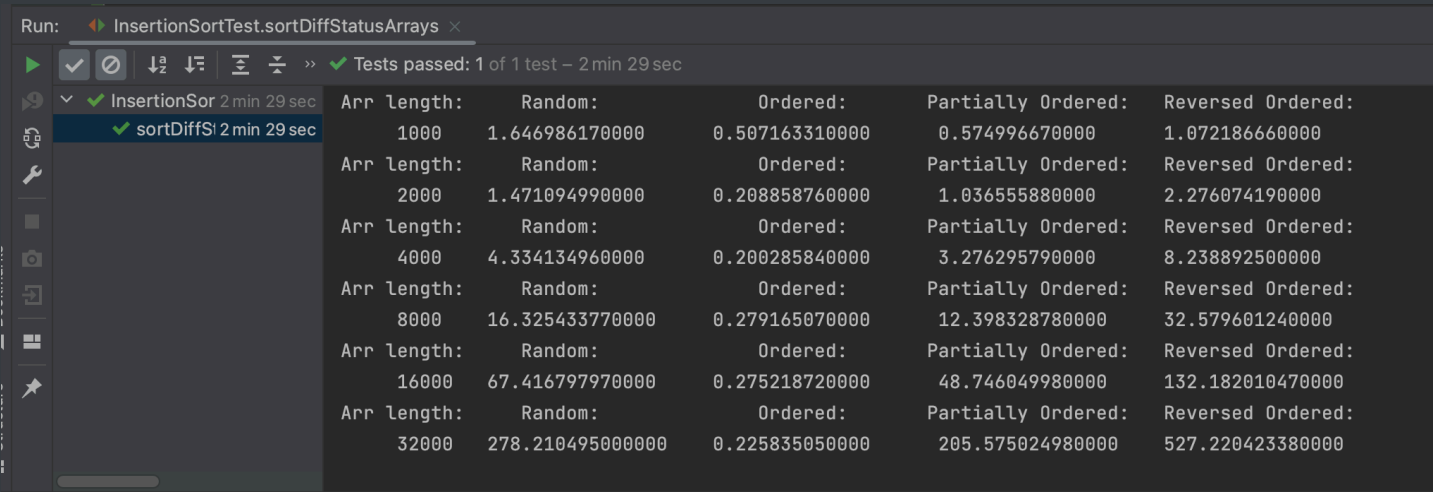 Run: InsertionSortTest.sortDiffStatusArrays
Tests passed: 1 of 1 test – 2 min 29 sec
InsertionSor 2 min 29 sec
sortDiffSt 2 min 29 sec
Arr length: Random: Ordered: Partially Ordered: Reversed Ordered:
1000 1.646986170000 0.507163310000 0.574996670000 1.072186660000
Arr length: Random: Ordered: Partially Ordered: Reversed Ordered:
2000 1.471094990000 0.208858760000 1.036555880000 2.276074190000
Arr length: Random: Ordered: Partially Ordered: Reversed Ordered:
4000 4.334134960000 0.200285840000 3.276295790000 8.238892500000
Arr length: Random: Ordered: Partially Ordered: Reversed Ordered:
8000 16.325433770000 0.279165070000 12.398328780000 32.579601240000
Arr length: Random: Ordered: Partially Ordered: Reversed Ordered:
16000 67.416797970000 0.275218720000 48.746049980000 132.182010470000
Arr length: Random: Ordered: Partially Ordered: Reversed Ordered:
32000 278.210495000000 0.225835050000 205.575024980000 527.220423380000